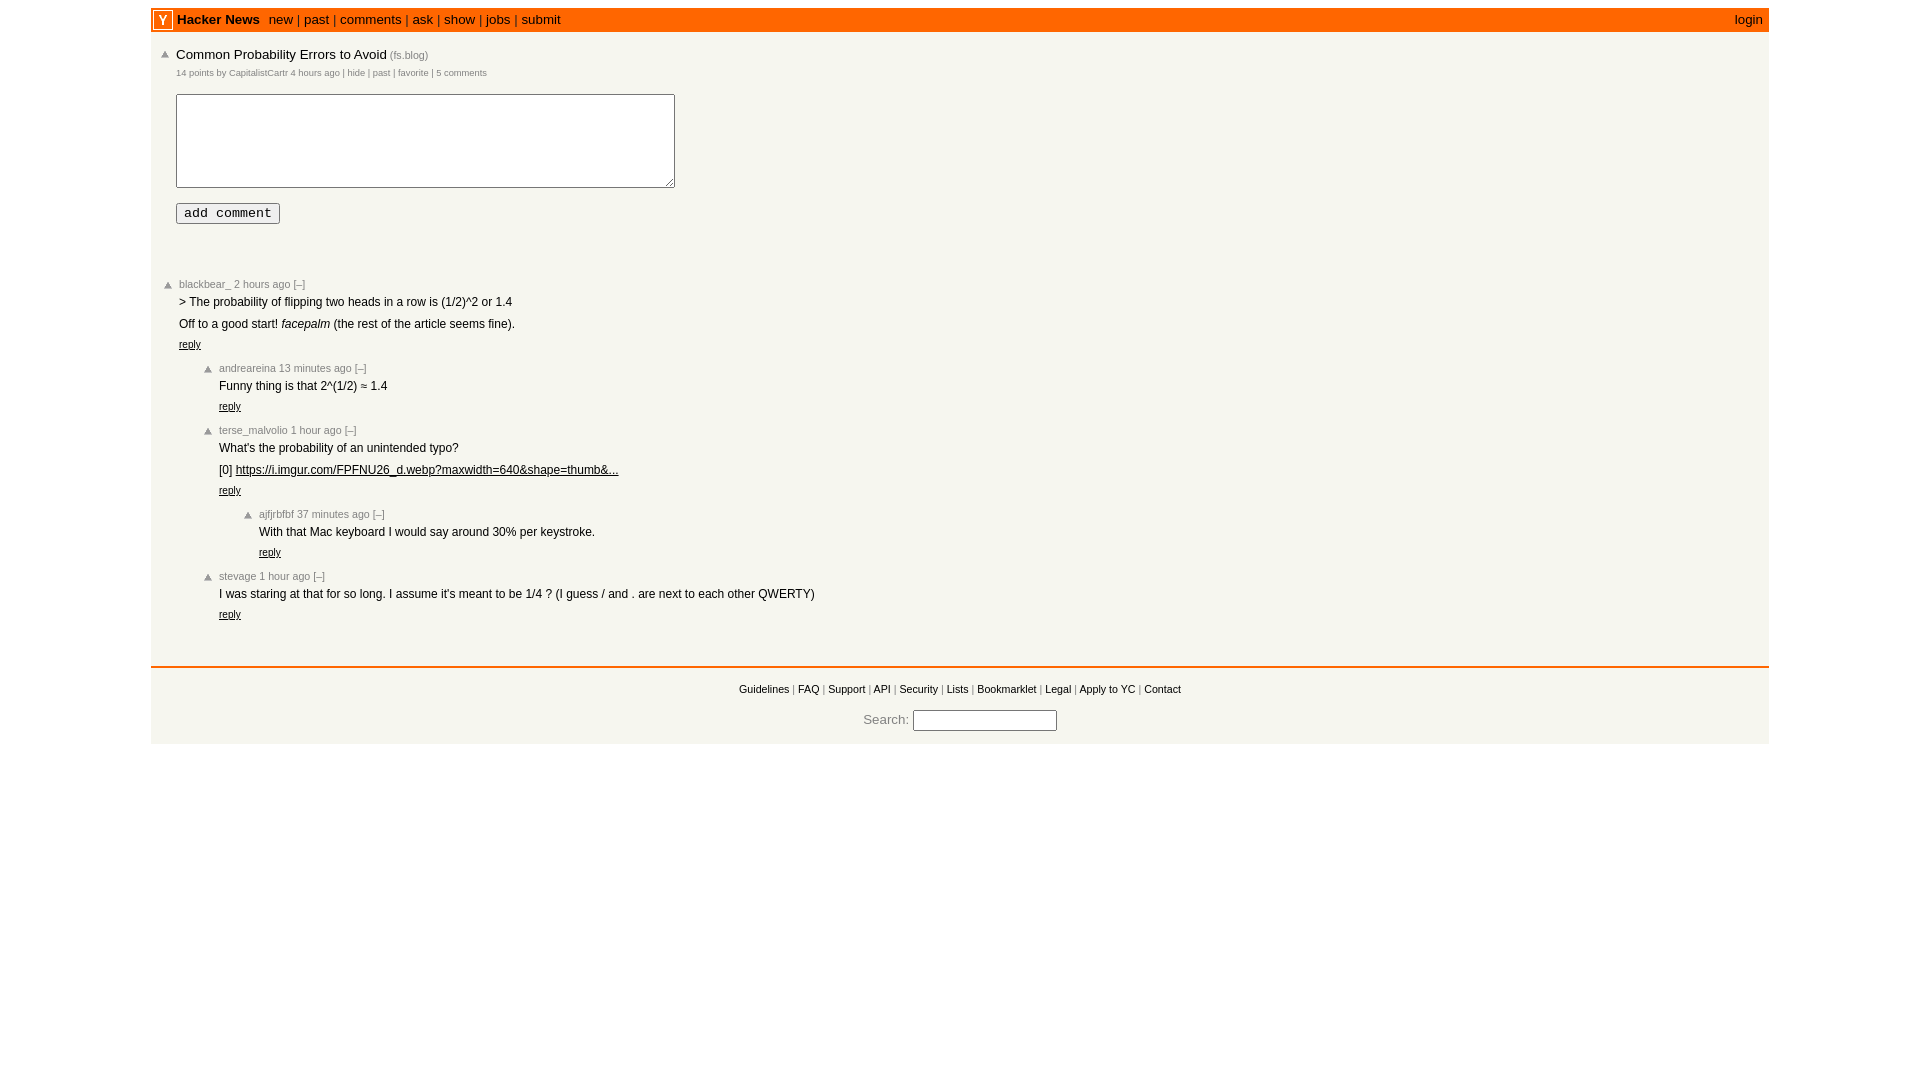 Y Hacker News new | past | comments | ask | show | jobs | submit login
Common Probability Errors to Avoid (fs.blog)
14 points by CapitalistCartr 4 hours ago | hide | past | favorite | 5 comments
add comment
blackbear_ 2 hours ago [–]
> The probability of flipping two heads in a row is (1/2)^2 or 1.4
Off to a good start! facepalm (the rest of the article seems fine).
reply
andreareina 13 minutes ago [–]
Funny thing is that 2^(1/2) ≈ 1.4
reply
terse_malvolio 1 hour ago [–]
What's the probability of an unintended typo?
[0] https://i.imgur.com/FPFNU26_d.webp?maxwidth=640&shape=thumb&...
reply
ajfjrbfbf 37 minutes ago [–]
With that Mac keyboard I would say around 30% per keystroke.
reply
stevage 1 hour ago [–]
I was staring at that for so long. I assume it's meant to be 1/4 ? (I guess / and . are next to each other QWERTY)
reply
Guidelines | FAQ | Support | API | Security | Lists | Bookmarklet | Legal | Apply to YC | Contact
Search: